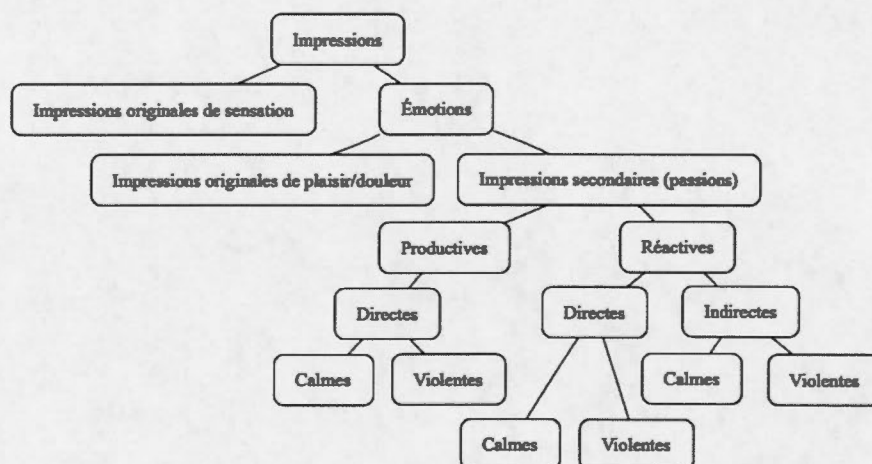 Impressions
Impressions originales de sensation
Émotions
Impressions originales de plaisir/douleur
Impressions secondaires (passions)
Productives
Réactives
Directes
Directes
Indirectes
Calmes
Violentes
Calmes
Violentes
Calmes
Violentes